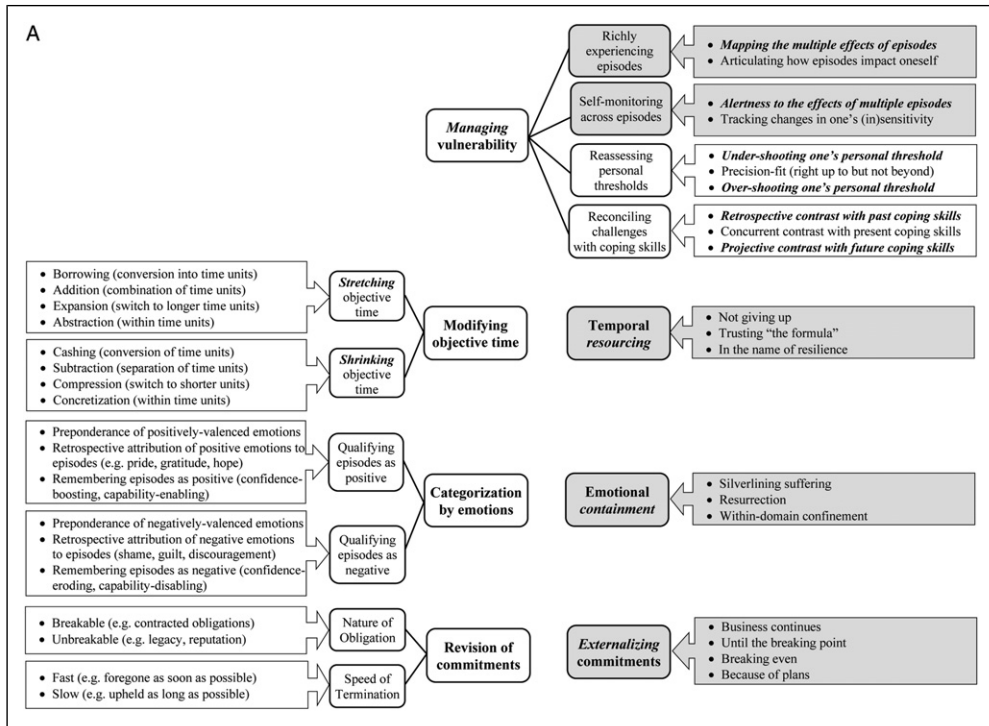 A
Managing
vulnerability
Richly
experiencing
episodes
• Mapping the multiple effects of episodes
• Articulating how episodes impact oneself
Self-monitoring
across episodes
• Alertness to the effects of multiple episodes
• Tracking changes in one’s (in)sensitivity
Reassessing
personal
thresholds
• Under-shooting one’s personal threshold
• Precision-fit (right up to but not beyond)
• Over-shooting one’s personal threshold
Reconciling
challenges
with coping skills
• Retrospective contrast with past coping skills
• Concurrent contrast with present coping skills
• Projective contrast with future coping skills
• Borrowing (conversion into time units)
• Addition (combination of time units)
• Expansion (switch to longer time units)
• Abstraction (within time units)
Stretching
objective
time
• Cashing (conversion of time units)
• Subtraction (separation of time units)
• Compression (switch to shorter units)
• Concretization (within time units)
Shrinking
objective
time
Modifying
objective time
Temporal
resourcing
• Not giving up
• Trusting “the formula”
• In the name of resilience
• Preponderance of positively-valenced emotions
• Retrospective attribution of positive emotions to
episodes (e.g. pride, gratitude, hope)
• Remembering episodes as positive (confidence-
boosting, capability-enabling)
Qualifying
episodes as
positive
• Preponderance of negatively-valenced emotions
• Retrospective attribution of negative emotions
to episodes (shame, guilt, discouragement)
• Remembering episodes as negative (confidence-
eroding, capability-disabling)
Qualifying
episodes as
negative
Categorization
by emotions
Emotional
containment
• Silverlining suffering
• Resurrection
• Within-domain confinement
• Breakable (e.g. contracted obligations)
• Unbreakable (e.g. legacy, reputation)
Nature of
Obligation
• Fast (e.g. foregone as soon as possible)
• Slow (e.g. upheld as long as possible)
Speed of
Termination
Revision of
commitments
Externalizing
commitments
• Business continues
• Until the breaking point
• Breaking even
• Because of plans